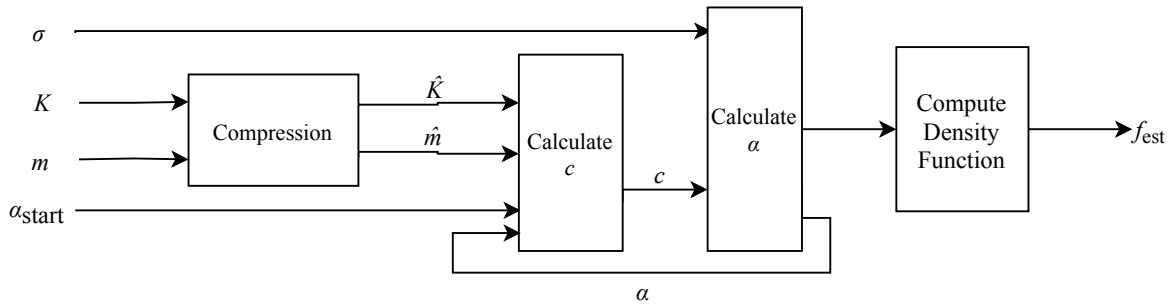 σ
K
m
α_start
Compression
K̂
m̂
Calculate
c
c
Calculate
α
α
Compute
Density
Function
f_est